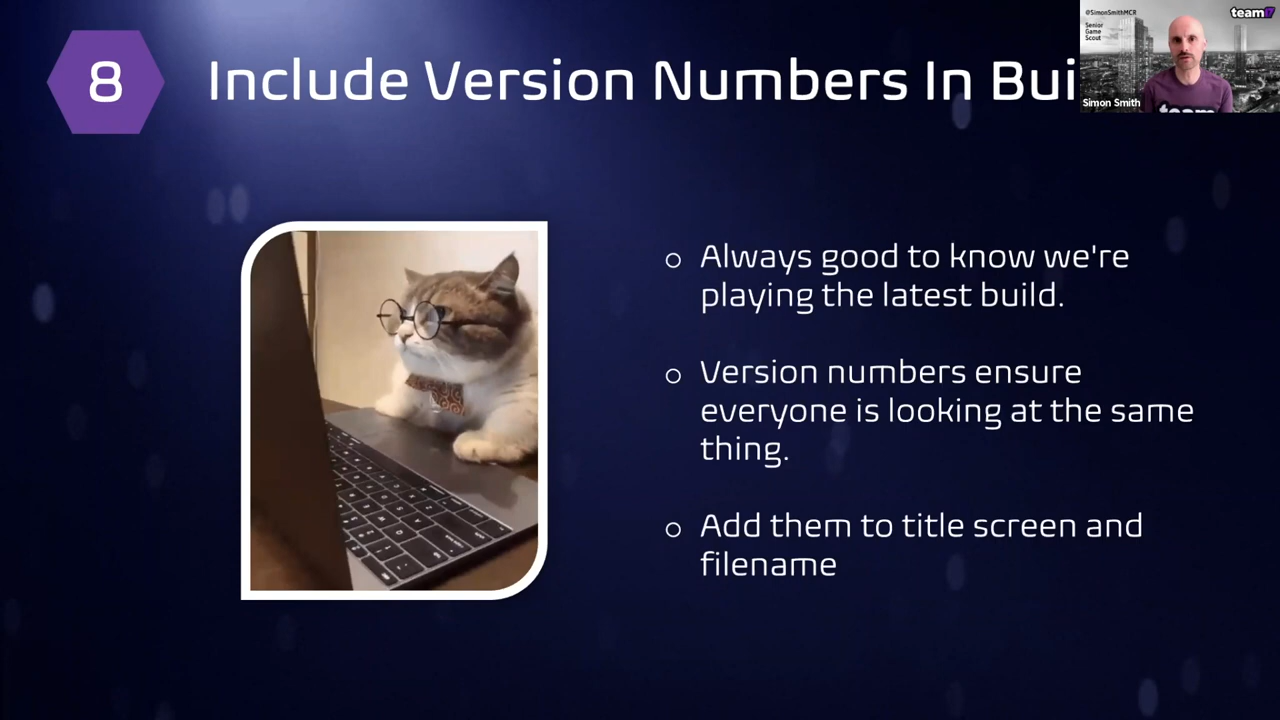 8
Include Version Numbers In Bui
@SimonSmithMCR
Senior
Game
Scout
team17
team
Simon Smith
Always good to know we're
playing the latest build.
Version numbers ensure
everyone is looking at the same
thing.
Add them to title screen and
filename